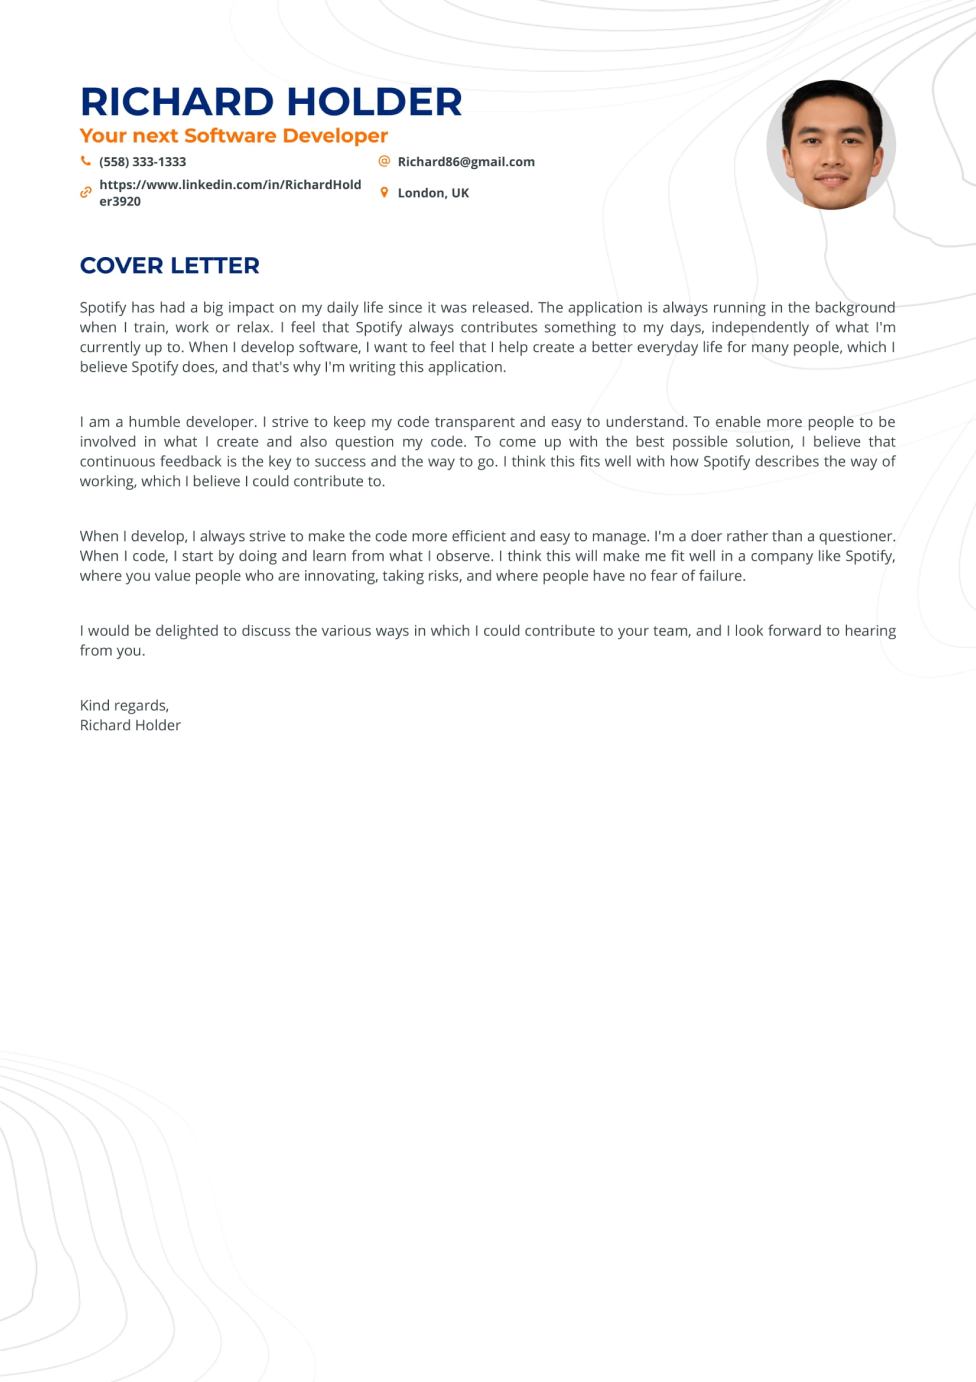 RICHARD HOLDER
Your next Software Developer
(558) 333-1333
Richard86@gmail.com
https://www.linkedin.com/in/RichardHold
er3920
London, UK
COVER LETTER
Spotify has had a big impact on my daily life since it was released. The application is always running in the background
when I train, work or relax. I feel that Spotify always contributes something to my days, independently of what I'm
currently up to. When I develop software, I want to feel that I help create a better everyday life for many people, which I
believe Spotify does, and that's why I'm writing this application.
I am a humble developer. I strive to keep my code transparent and easy to understand. To enable more people to be
involved in what I create and also question my code. To come up with the best possible solution, I believe that
continuous feedback is the key to success and the way to go. I think this fits well with how Spotify describes the way of
working, which I believe I could contribute to.
When I develop, I always strive to make the code more efficient and easy to manage. I'm a doer rather than a questioner.
When I code, I start by doing and learn from what I observe. I think this will make me fit well in a company like Spotify,
where you value people who are innovating, taking risks, and where people have no fear of failure.
I would be delighted to discuss the various ways in which I could contribute to your team, and I look forward to hearing
from you.
Kind regards,
Richard Holder